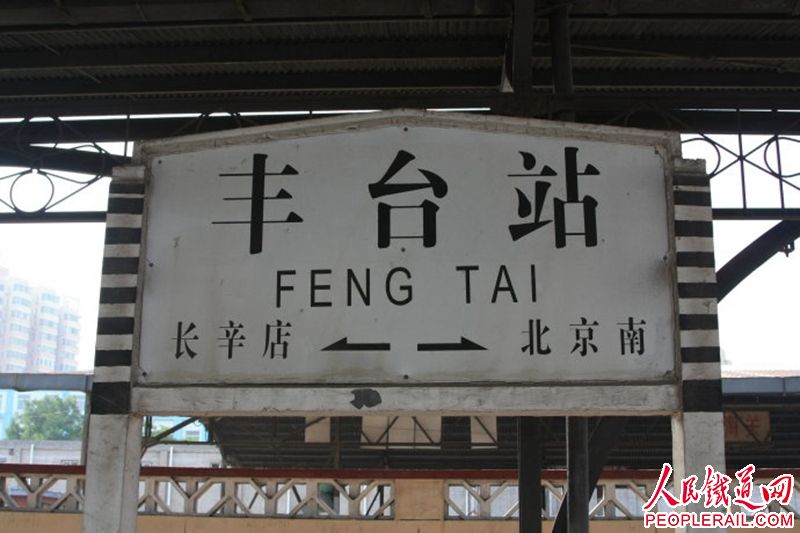 丰台站
FENG TAI
长辛店 ← → 北京南
人民铁道网
PEOPLERAIL.COM